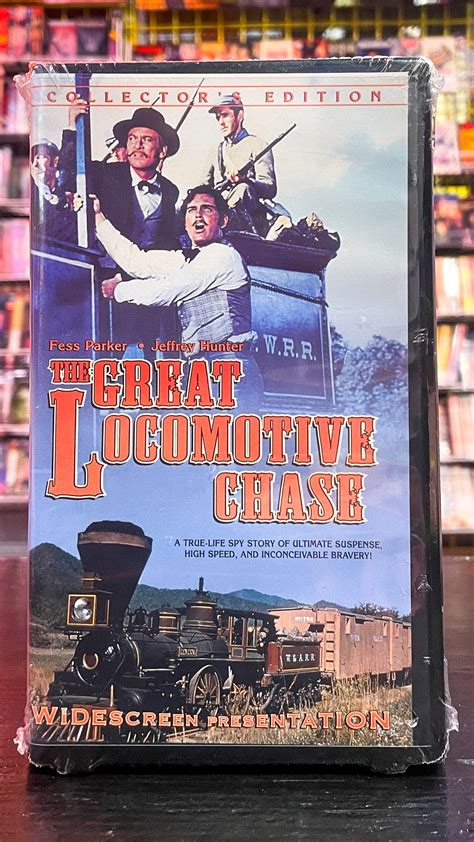 COLLECTOR'S EDITION
Fess Parker • Jeffrey Hunter
W.R.R.
THE GREAT
LOCOMOTIVE
CHASE
A TRUE-LIFE SPY STORY OF ULTIMATE SUSPENSE,
HIGH SPEED, AND INCONCEIVABLE BRAVERY!
W. & A.R.R.
WIDESCREEN PRESENTATION